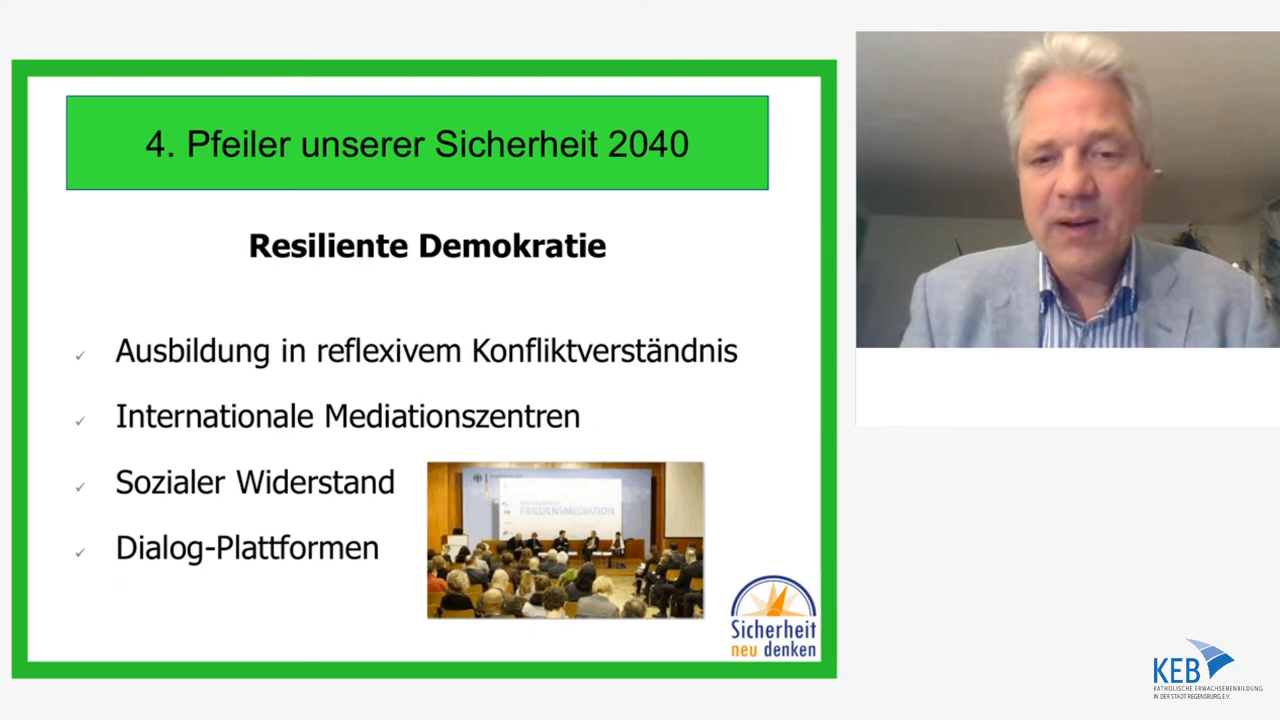 4. Pfeiler unserer Sicherheit 2040
Resiliente Demokratie
Ausbildung in reflexivem Konfliktverständnis
Internationale Mediationszentren
Sozialer Widerstand
Dialog-Plattformen
FRIEDENSMEDIATION
Sicherheit
neu denken
KEB
KATHOLISCHE ERWACHSENENBILDUNG
IN DER STADT REGENSBURG E.V.